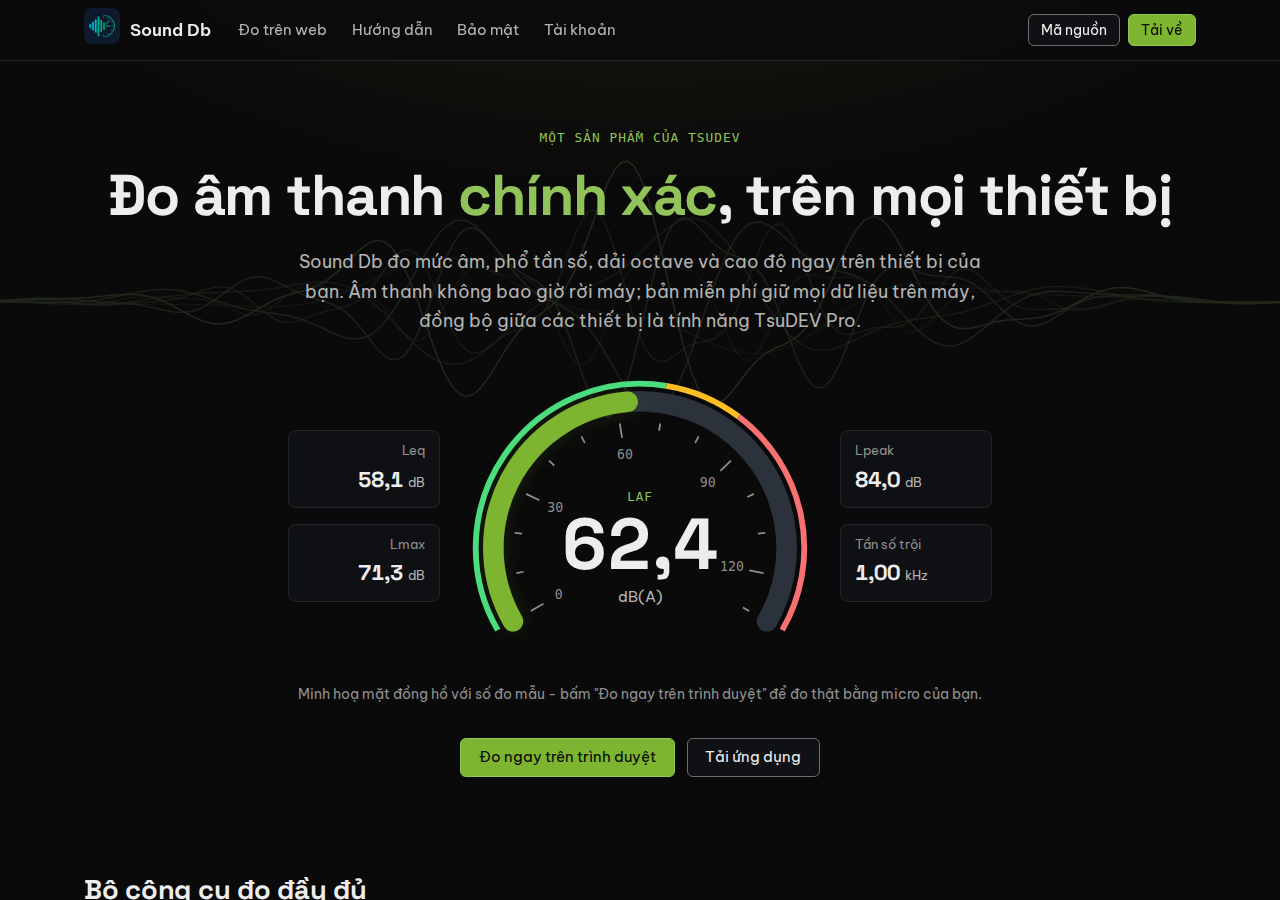 Sound Db
Đo trên web
Hướng dẫn
Bảo mật
Tài khoản
Mã nguồn
Tải về
MỘT SẢN PHẨM CỦA TSUDEV
Đo âm thanh chính xác, trên mọi thiết bị
Sound Db đo mức âm, phổ tần số, dải octave và cao độ ngay trên thiết bị của
bạn. Âm thanh không bao giờ rời máy; bản miễn phí giữ mọi dữ liệu trên máy,
đồng bộ giữa các thiết bị là tính năng TsuDEV Pro.
Leq
58,1 dB
Lmax
71,3 dB
0
30
60
90
120
LAF
62,4
dB(A)
Lpeak
84,0 dB
Tần số trội
1,00 kHz
Minh hoạ mặt đồng hồ với số đo mẫu - bấm "Đo ngay trên trình duyệt" để đo thật bằng micro của bạn.
Đo ngay trên trình duyệt
Tải ứng dụng
Bộ công cụ đo đầy đủ